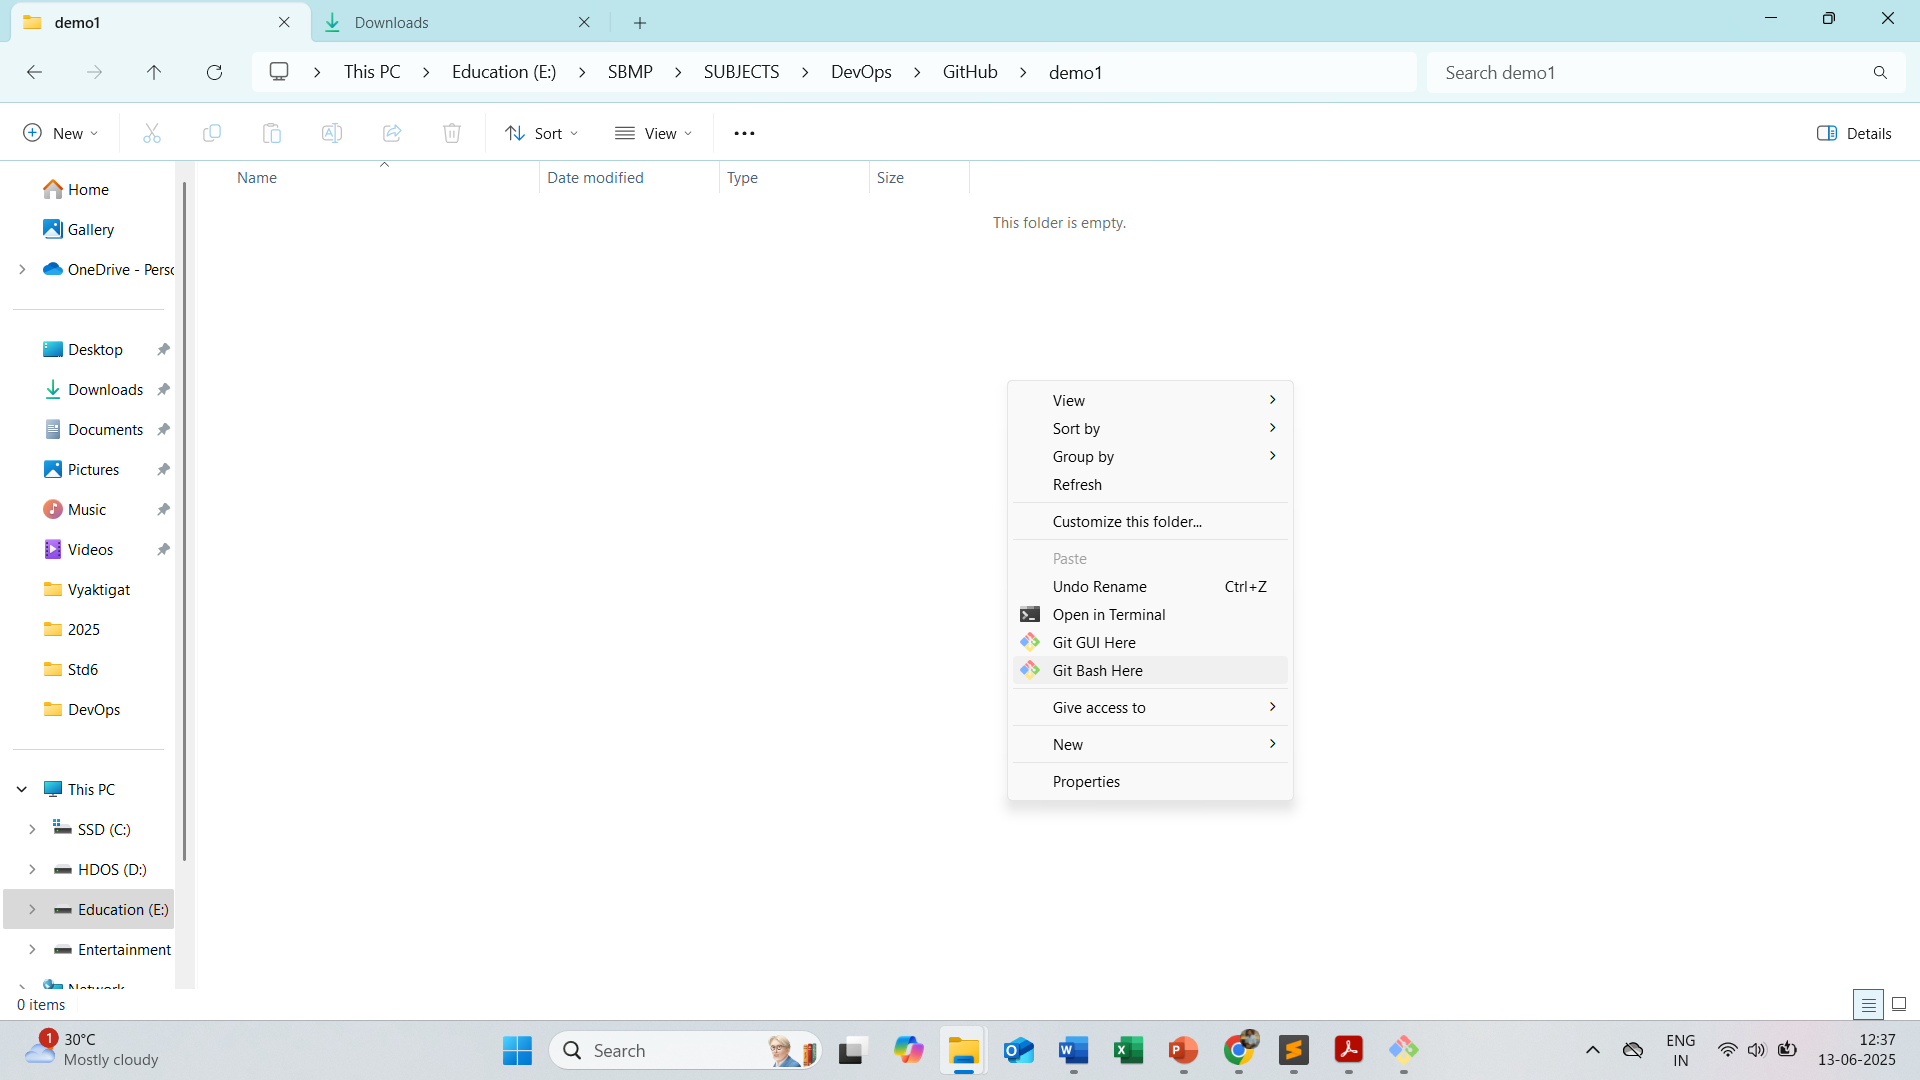 demo1
Downloads
This PC
Education (E:)
SBMP
SUBJECTS
DevOps
GitHub
demo1
Search demo1
New
Sort
View
Details
Name
Date modified
Type
Size
This folder is empty.
Home
Gallery
OneDrive - Perso
Desktop
Downloads
Documents
Pictures
Music
Videos
Vyaktigat
2025
Std6
DevOps
This PC
SSD (C:)
HDOS (D:)
Education (E:)
Entertainment
Network
View
Sort by
Group by
Refresh
Customize this folder...
Paste
Undo Rename Ctrl+Z
Open in Terminal
Git GUI Here
Git Bash Here
Give access to
New
Properties
0 items
1
30°C
Mostly cloudy
Search
ENG
IN
12:37
13-06-2025